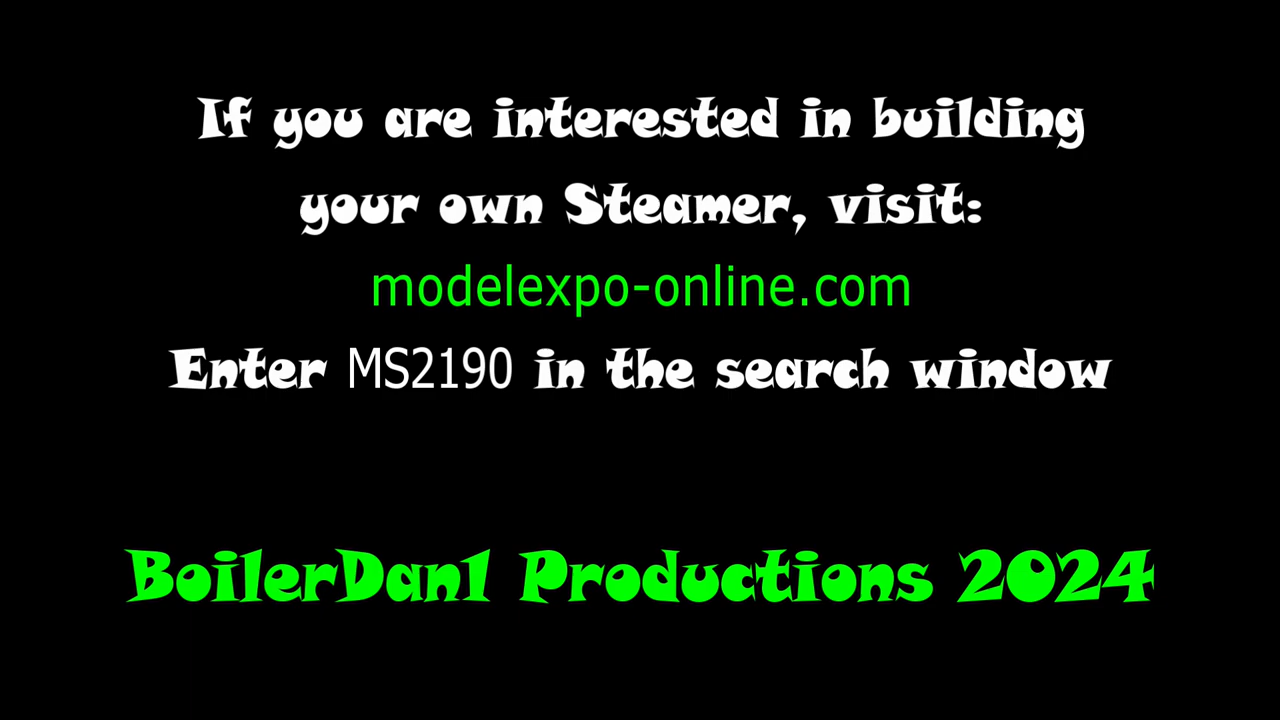 If you are interested in building
your own Steamer, visit:
modelexpo-online.com
Enter MS2190 in the search window
BoilerDan1 Productions 2024